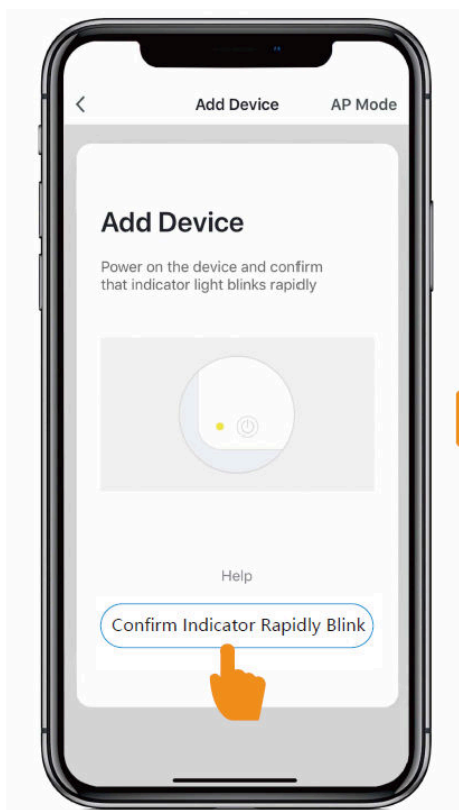 Add Device AP Mode
Add Device
Power on the device and confirm
that indicator light blinks rapidly
Help
Confirm Indicator Rapidly Blink